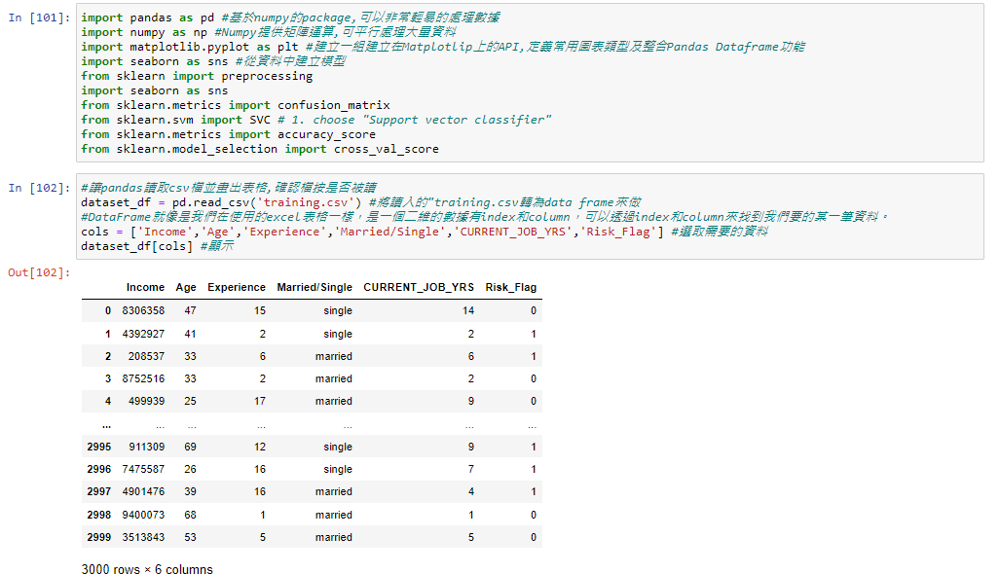 In [101]: import pandas as pd #基於numpy的package,可以非常輕易的處理數據
import numpy as np #Numpy提供矩陣運算,可平行處理大量資料
import matplotlib.pyplot as plt #建立一組建立在Matplotlip上的API,定義常用圖表類型及整合Pandas Dataframe功能
import seaborn as sns #從資料中建立模型
from sklearn import preprocessing
import seaborn as sns
from sklearn.metrics import confusion_matrix
from sklearn.svm import SVC # 1. choose "Support vector classifier"
from sklearn.metrics import accuracy_score
from sklearn.model_selection import cross_val_score
In [102]: #讓pandas讀取csv檔並畫出表格,確認檔按是否被讀
dataset_df = pd.read_csv('training.csv') #將讀入的"training.csv轉為data frame來做
#DataFrame就像是我們在使用的excel表格一樣，是一個二維的數據有index和column，可以透過index和column來找到我們要的某一筆資料。
cols = ['Income','Age','Experience','Married/Single','CURRENT_JOB_YRS','Risk_Flag'] #選取需要的資料
dataset_df[cols] #顯示
Out[102]:
Income Age Experience Married/Single CURRENT_JOB_YRS Risk_Flag
0 8306358 47 15 single 14 0
1 4392927 41 2 single 2 1
2 208537 33 6 married 6 1
3 8752516 33 2 married 2 0
4 499939 25 17 married 9 0
... ... ... ... ... ... ...
2995 911309 69 12 single 9 1
2996 7475587 26 16 single 7 1
2997 4901476 39 16 married 4 1
2998 9400073 68 1 married 1 0
2999 3513843 53 5 married 5 0
3000 rows × 6 columns